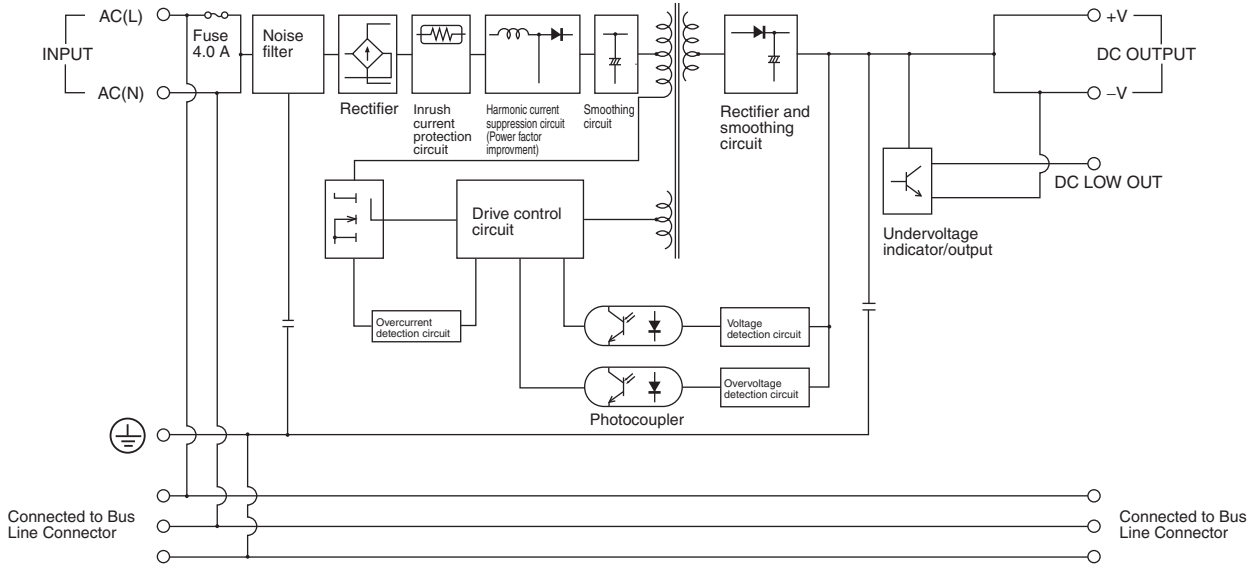 AC(L)
INPUT
AC(N)
Fuse
4.0 A
Noise
filter
Rectifier
Inrush
current
protection
circuit
Harmonic current
suppression circuit
(Power factor
improvment)
Smoothing
circuit
Rectifier and
smoothing
circuit
+V
DC OUTPUT
–V
DC LOW OUT
Undervoltage
indicator/output
Drive control
circuit
Overcurrent
detection circuit
Voltage
detection circuit
Overvoltage
detection circuit
Photocoupler
Connected to Bus
Line Connector
Connected to Bus
Line Connector